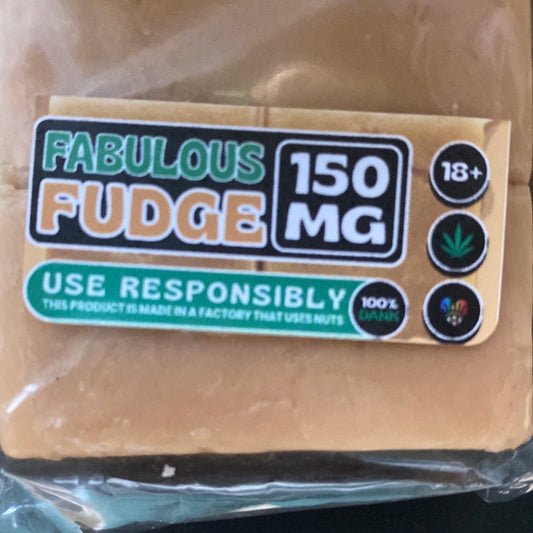 FABULOUS
FUDGE
150
MG
18+
USE RESPONSIBLY
THIS PRODUCT IS MADE IN A FACTORY THAT USES NUTS
100%
DANK